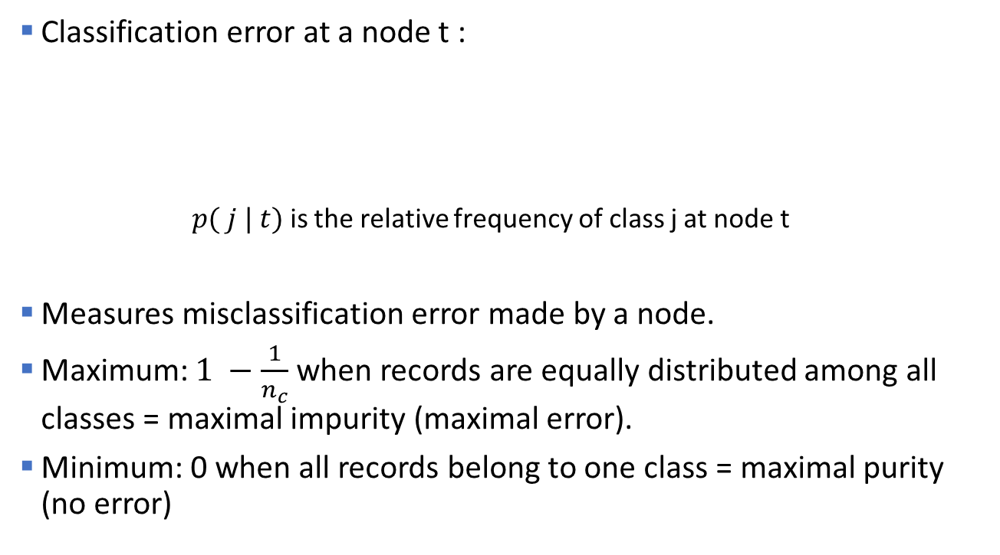 ▪ Classification error at a node t :
p( j | t) is the relative frequency of class j at node t
▪ Measures misclassification error made by a node.
▪ Maximum: 1 − 1/n_c when records are equally distributed among all
classes = maximal impurity (maximal error).
▪ Minimum: 0 when all records belong to one class = maximal purity
(no error)